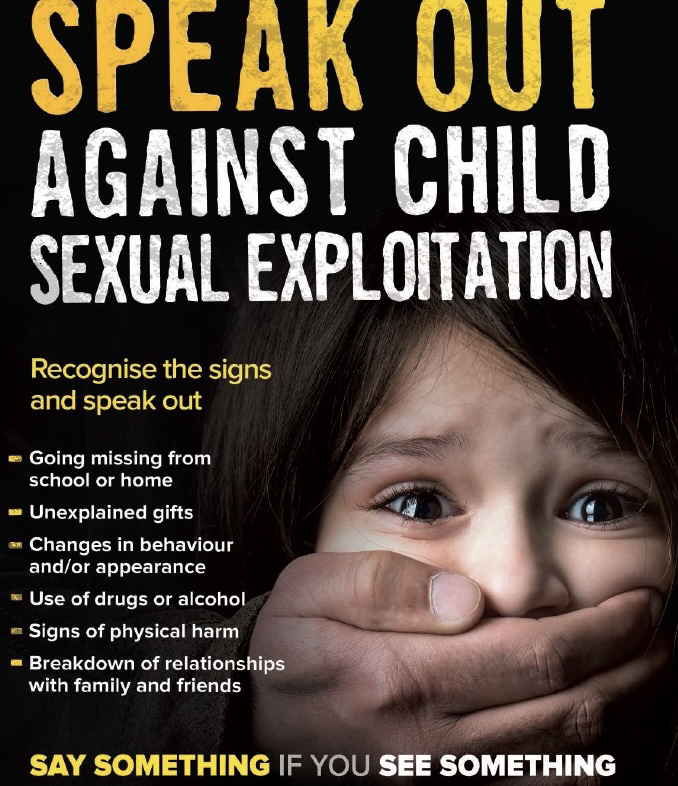 SPEAK OUT
AGAINST CHILD
SEXUAL EXPLOITATION
Recognise the signs
and speak out
Going missing from
school or home
Unexplained gifts
Changes in behaviour
and/or appearance
Use of drugs or alcohol
Signs of physical harm
Breakdown of relationships
with family and friends
SAY SOMETHING IF YOU SEE SOMETHING